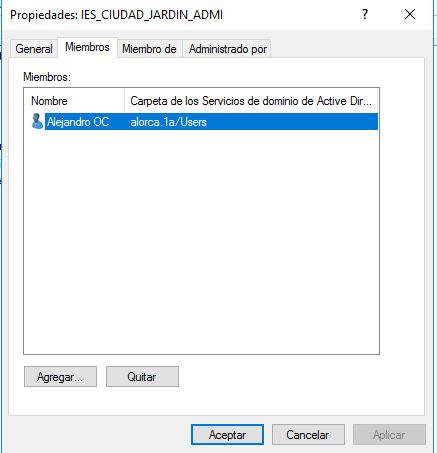 Propiedades: IES_CIUDAD_JARDIN_ADMI ?
General Miembros Miembro de Administrado por
Miembros:
Nombre Carpeta de los Servicios de dominio de Active Dir...
Alejandro OC alorca.1a/Users
Agregar... Quitar
Aceptar Cancelar Aplicar